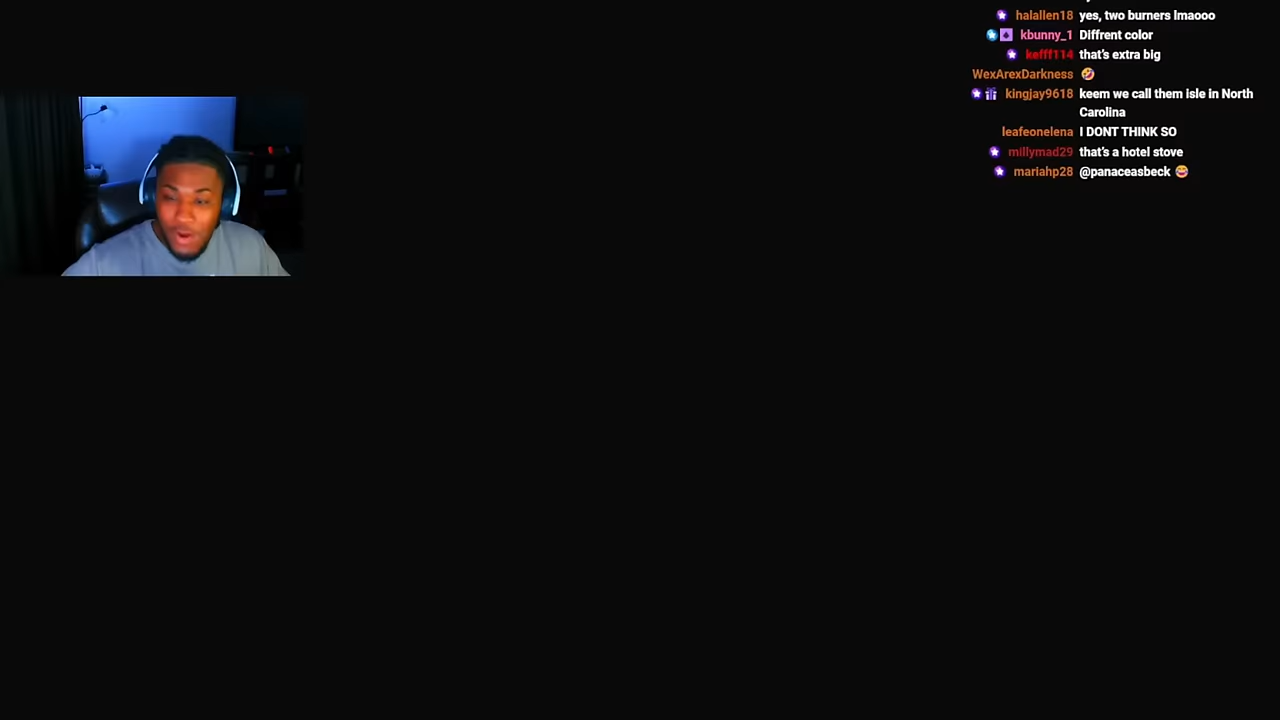 halallen18 yes, two burners lmaooo
kbunny_1 Diffrent color
kefff114 that's extra big
WexArexDarkness 🤣
kingjay9618 keem we call them isle in North
Carolina
leafeonelena I DONT THINK SO
millymad29 that's a hotel stove
mariahp28 @panaceasbeck 😂